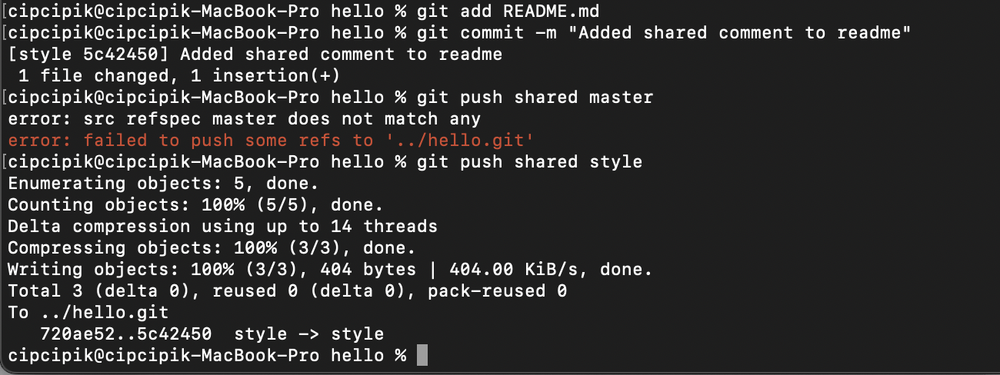 [cipcipik@cipcipik-MacBook-Pro hello % git add README.md
[cipcipik@cipcipik-MacBook-Pro hello % git commit -m "Added shared comment to readme"
[style 5c42450] Added shared comment to readme
 1 file changed, 1 insertion(+)
[cipcipik@cipcipik-MacBook-Pro hello % git push shared master
error: src refspec master does not match any
error: failed to push some refs to '../hello.git'
[cipcipik@cipcipik-MacBook-Pro hello % git push shared style
Enumerating objects: 5, done.
Counting objects: 100% (5/5), done.
Delta compression using up to 14 threads
Compressing objects: 100% (3/3), done.
Writing objects: 100% (3/3), 404 bytes | 404.00 KiB/s, done.
Total 3 (delta 0), reused 0 (delta 0), pack-reused 0
To ../hello.git
   720ae52..5c42450  style -> style
cipcipik@cipcipik-MacBook-Pro hello %